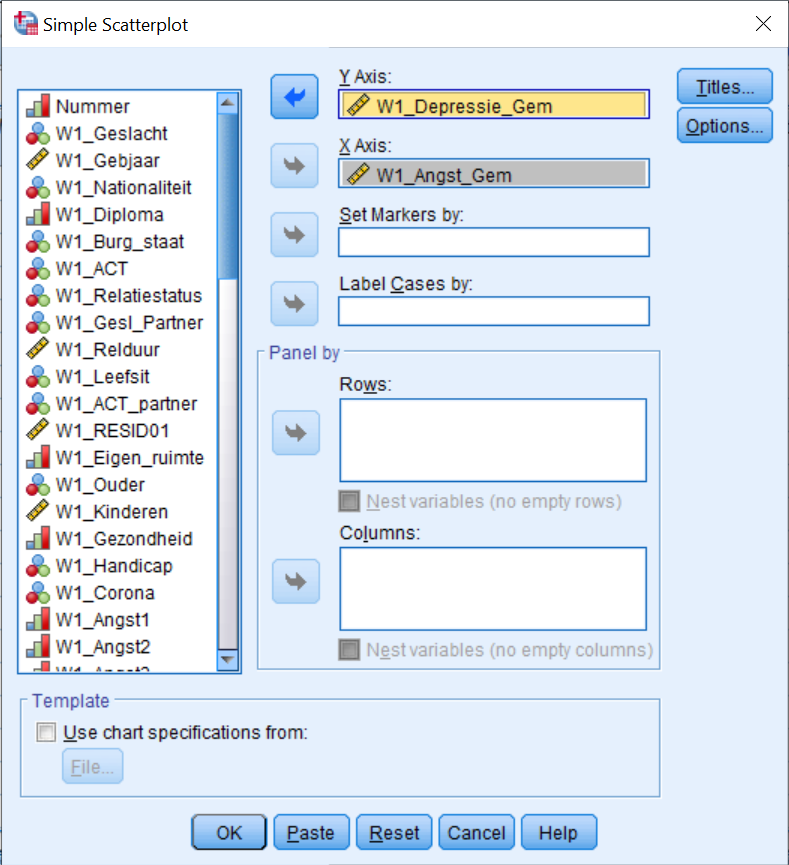 Simple Scatterplot
Nummer
W1_Geslacht
W1_Gebjaar
W1_Nationaliteit
W1_Diploma
W1_Burg_staat
W1_ACT
W1_Relatiestatus
W1_Gesl_Partner
W1_Relduur
W1_Leefsit
W1_ACT_partner
W1_RESID01
W1_Eigen_ruimte
W1_Ouder
W1_Kinderen
W1_Gezondheid
W1_Handicap
W1_Corona
W1_Angst1
W1_Angst2
Y Axis:
W1_Depressie_Gem
X Axis:
W1_Angst_Gem
Set Markers by:
Label Cases by:
Panel by
Rows:
Nest variables (no empty rows)
Columns:
Nest variables (no empty columns)
Titles...
Options...
Template
Use chart specifications from:
File...
OK Paste Reset Cancel Help